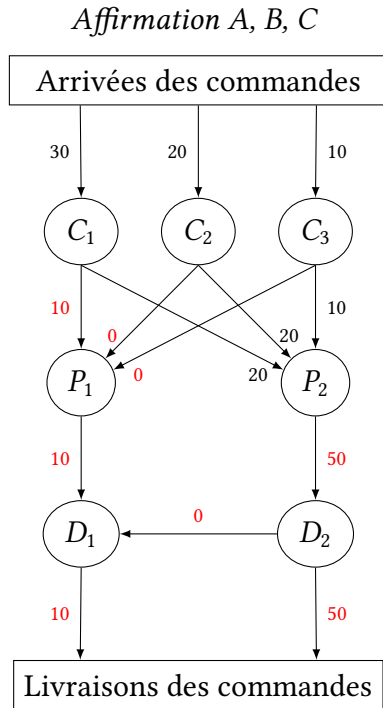 Affirmation A, B, C
Arrivées des commandes
30 20 10
C₁ C₂ C₃
10 0 20 10
0 20
P₁ P₂
10 50
0
D₁ D₂
10 50
Livraisons des commandes